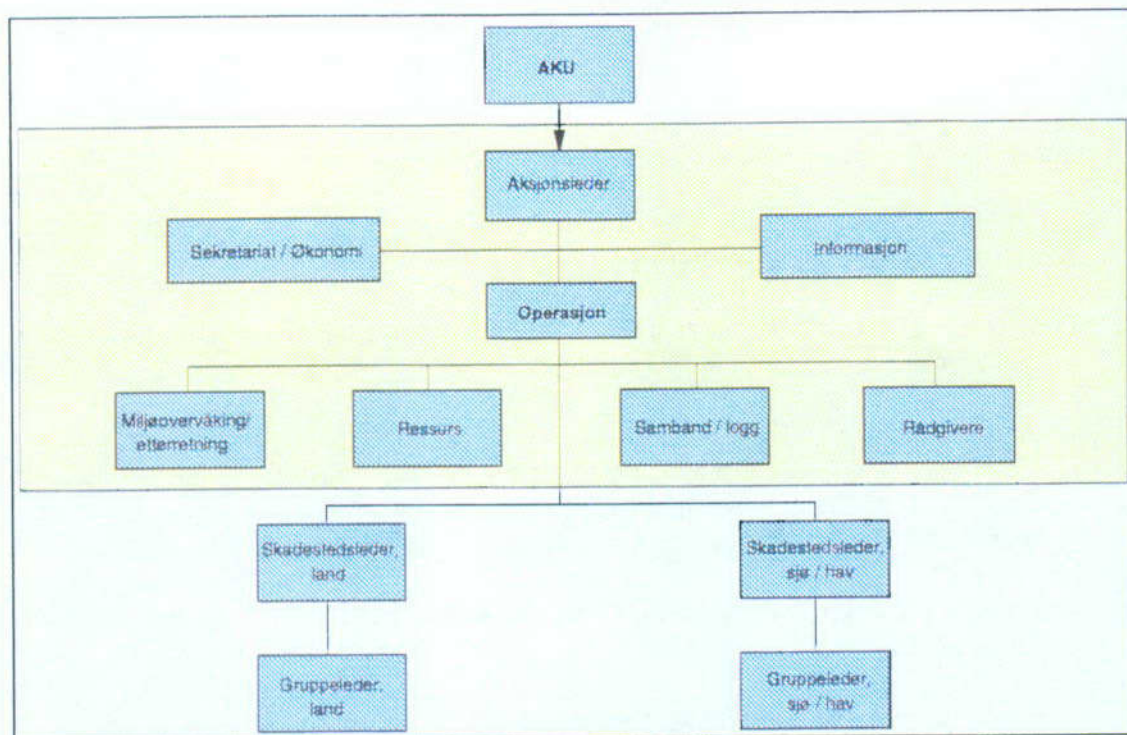 AKU
Aksjonsleder
Sekretariat / Økonomi
Informasjon
Operasjon
Miljøovervåking/
etterretning
Ressurs
Samband / logg
Rådgivere
Skadestedsleder,
land
Skadestedsleder,
sjø / hav
Gruppeleder,
land
Gruppeleder,
sjø / hav